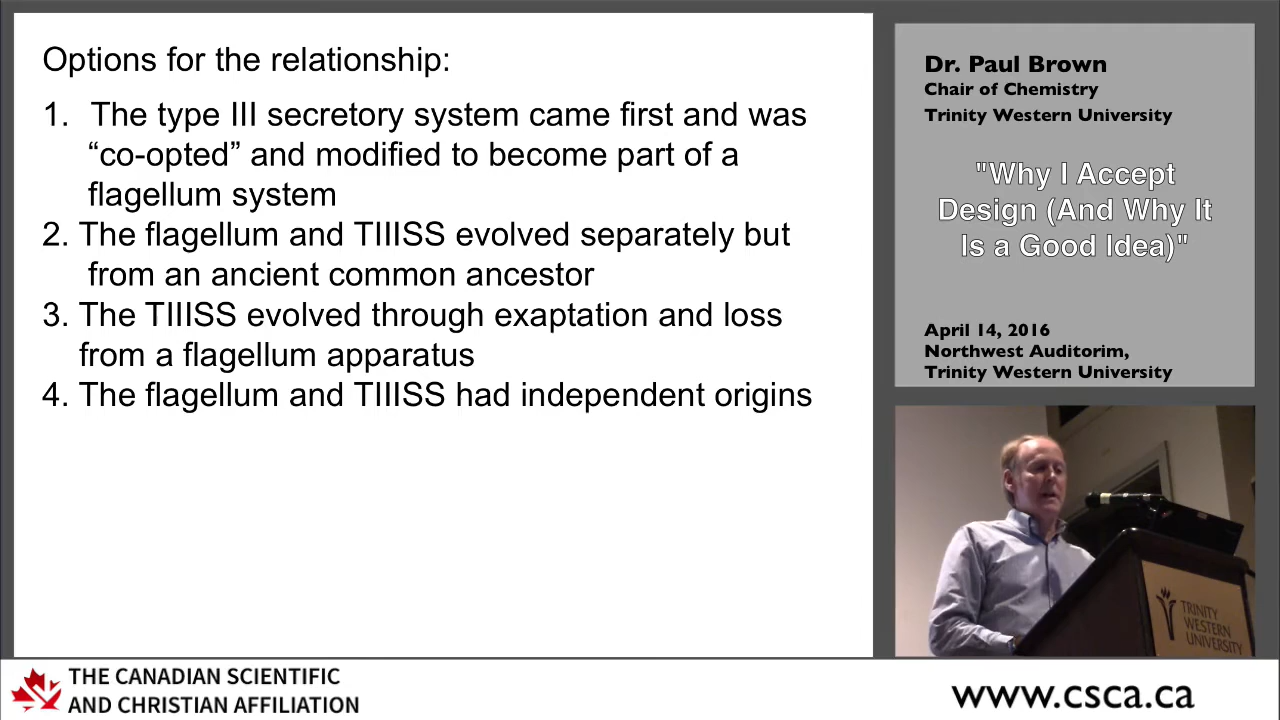 Options for the relationship:
1. The type III secretory system came first and was
“co-opted” and modified to become part of a
flagellum system
2. The flagellum and TIIISS evolved separately but
from an ancient common ancestor
3. The TIIISS evolved through exaptation and loss
from a flagellum apparatus
4. The flagellum and TIIISS had independent origins
Dr. Paul Brown
Chair of Chemistry
Trinity Western University
"Why I Accept
Design (And Why It
Is a Good Idea)"
April 14, 2016
Northwest Auditorim,
Trinity Western University
TRINITY
WESTERN
UNIVERSITY
THE CANADIAN SCIENTIFIC
AND CHRISTIAN AFFILIATION
www.csca.ca